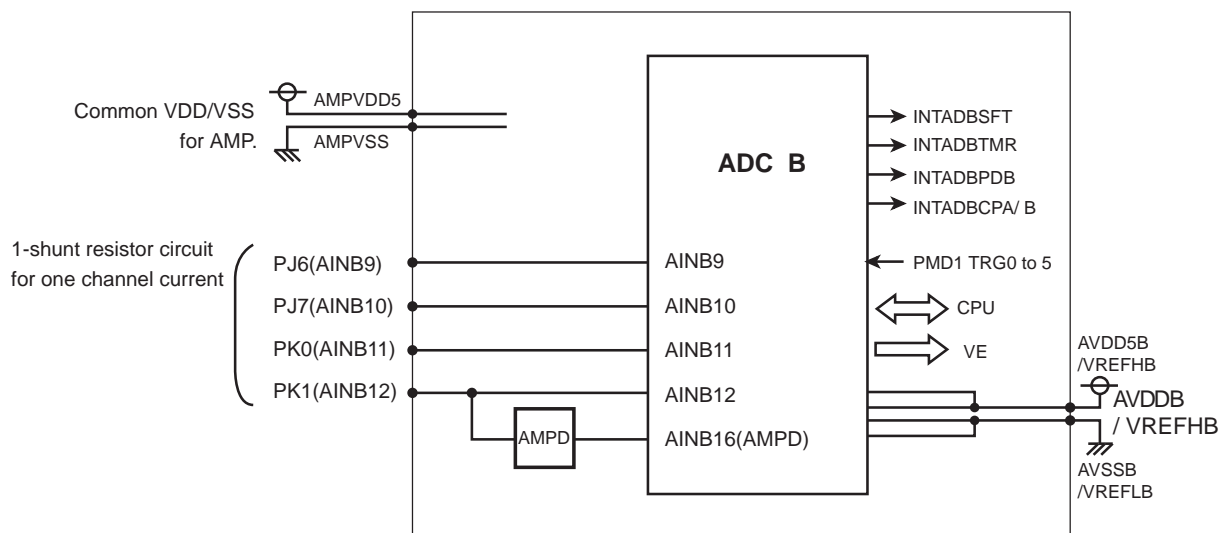 Common VDD/VSS
for AMP.
AMPVDD5
AMPVSS
ADC B
INTADBSFT
INTADBTMR
INTADBPDB
INTADBCPA/ B
1-shunt resistor circuit
for one channel current
PJ6(AINB9)
PJ7(AINB10)
PK0(AINB11)
PK1(AINB12)
AMPD
AINB9
AINB10
AINB11
AINB12
AINB16(AMPD)
PMD1 TRG0 to 5
CPU
VE
AVDD5B
/VREFHB
AVDDB
/ VREFHB
AVSSB
/VREFLB